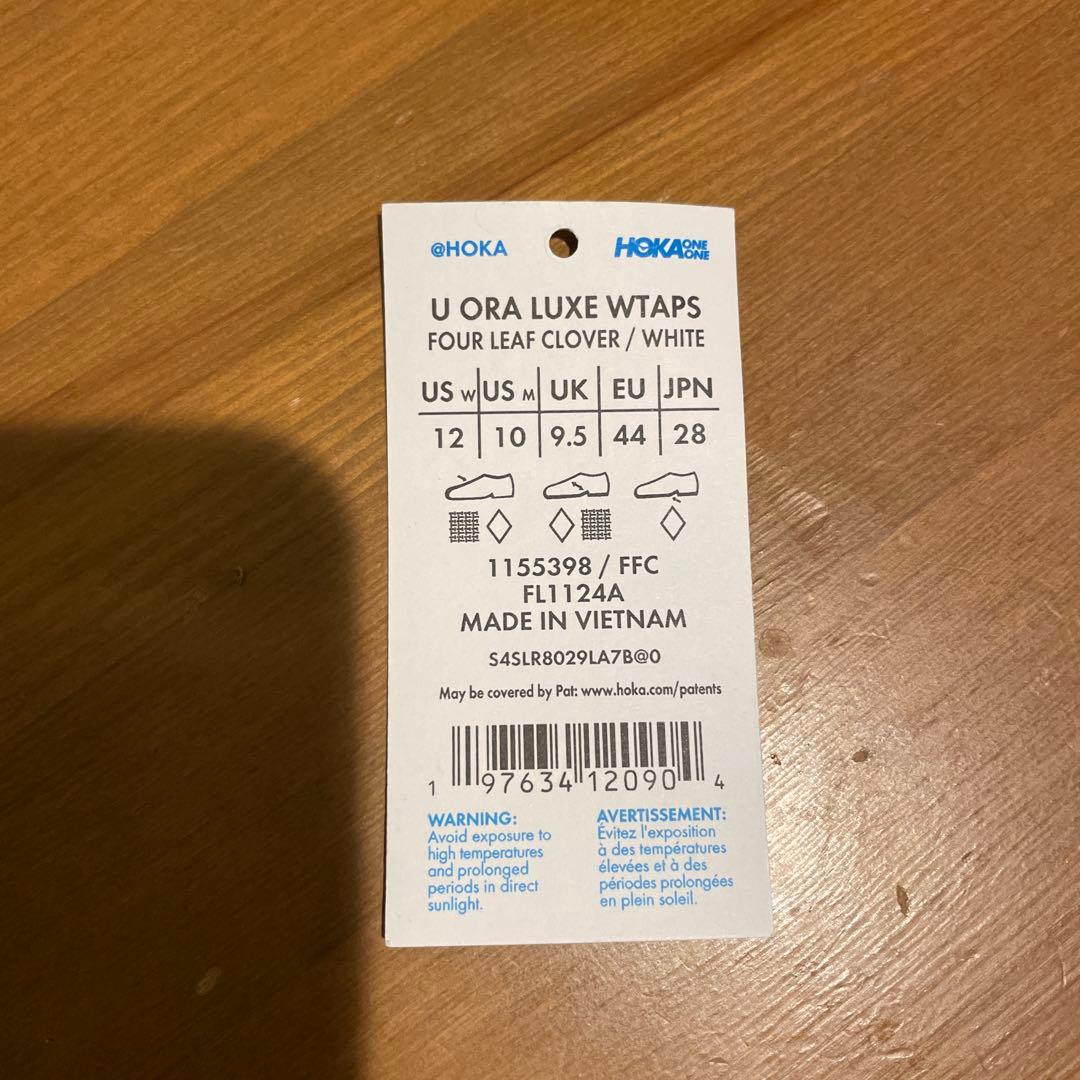 @HOKA HOKA ONE ONE
U ORA LUXE WTAPS
FOUR LEAF CLOVER / WHITE
US W US M UK EU JPN
12 10 9.5 44 28
1155398 / FFC
FL1124A
MADE IN VIETNAM
S4SLR8029LA7B@0
May be covered by Pat: www.hoka.com/patents
1 97634 12090 4
WARNING:
Avoid exposure to
high temperatures
and prolonged
periods in direct
sunlight.
AVERTISSEMENT:
Évitez l'exposition
à des températures
élevées et à des
périodes prolongées
en plein soleil.